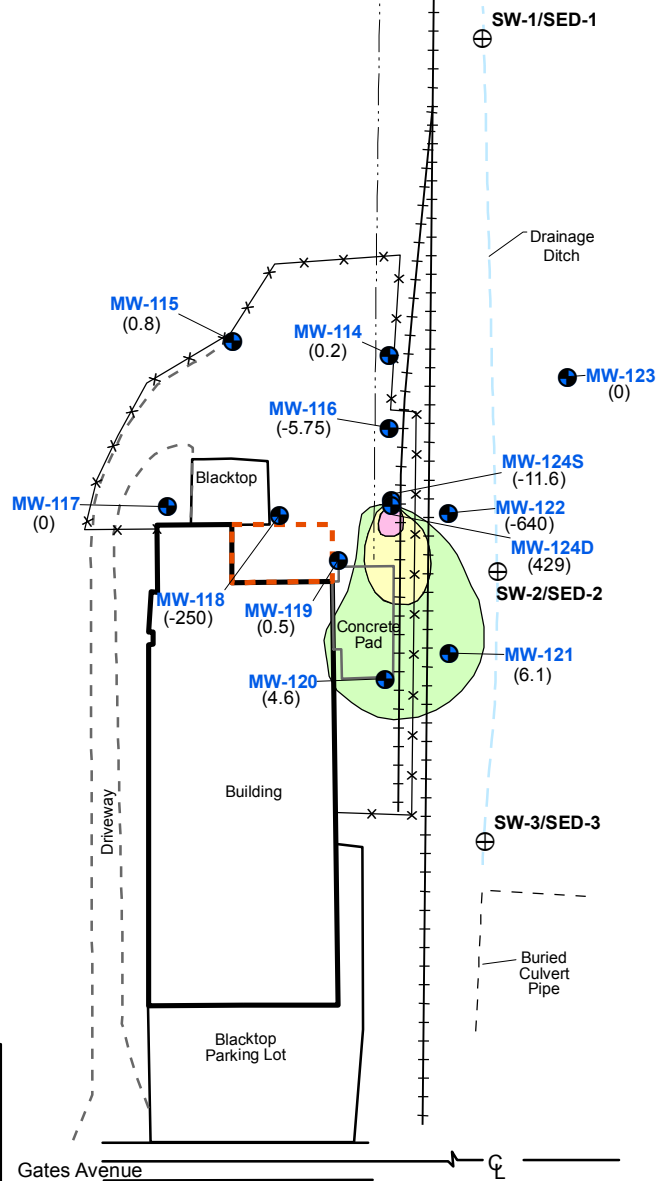 SW-1/SED-1
Drainage
Ditch
MW-115
(0.8)
MW-114
(0.2)
MW-123
(0)
MW-116
(-5.75)
MW-124S
(-11.6)
Blacktop
MW-117
(0)
MW-122
(-640)
MW-124D
(429)
SW-2/SED-2
MW-118
(-250)
MW-119
(0.5)
Concrete
Pad
MW-121
(6.1)
MW-120
(4.6)
Building
Driveway
SW-3/SED-3
Buried
Culvert
Pipe
Blacktop
Parking Lot
Gates Avenue
℄